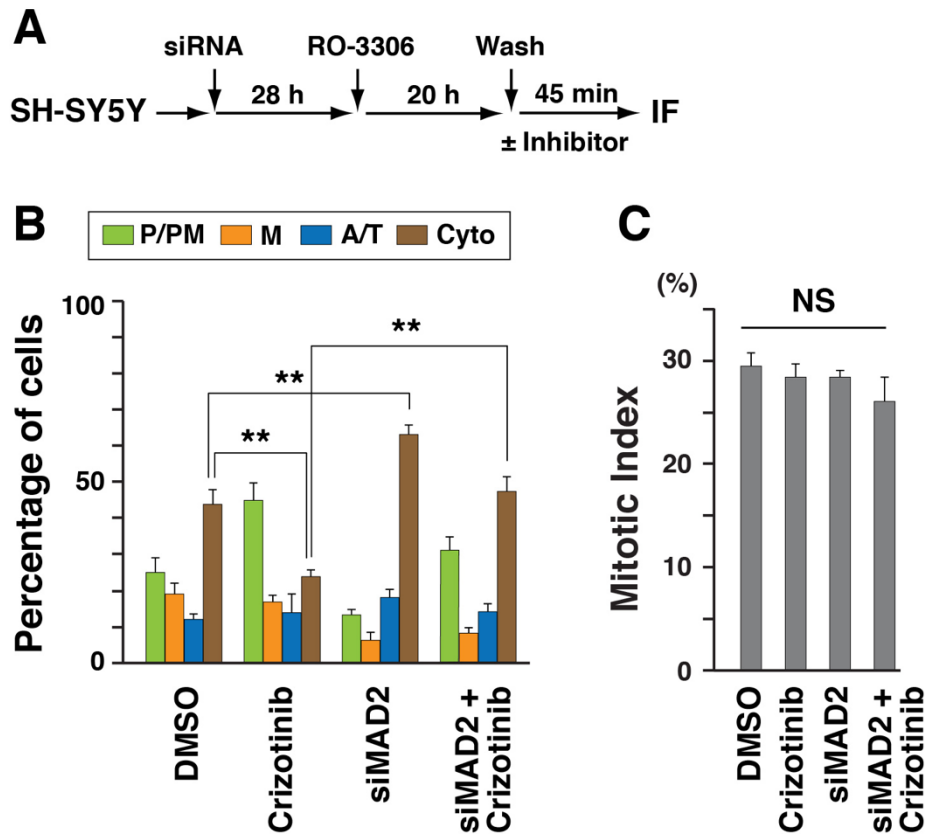 A
siRNA RO-3306 Wash
SH-SY5Y 28 h 20 h 45 min IF
± Inhibitor
B
P/PM M A/T Cyto
Percentage of cells
100
50
0
**
**
**
DMSO
Crizotinib
siMAD2
siMAD2 +
Crizotinib
C
(%)
NS
Mitotic Index
30
20
10
0
DMSO
Crizotinib
siMAD2
siMAD2 +
Crizotinib